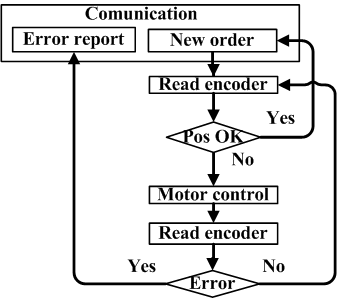 Comunication
Error report
New order
Read encoder
Yes
Pos OK
No
Motor control
Read encoder
Yes
No
Error